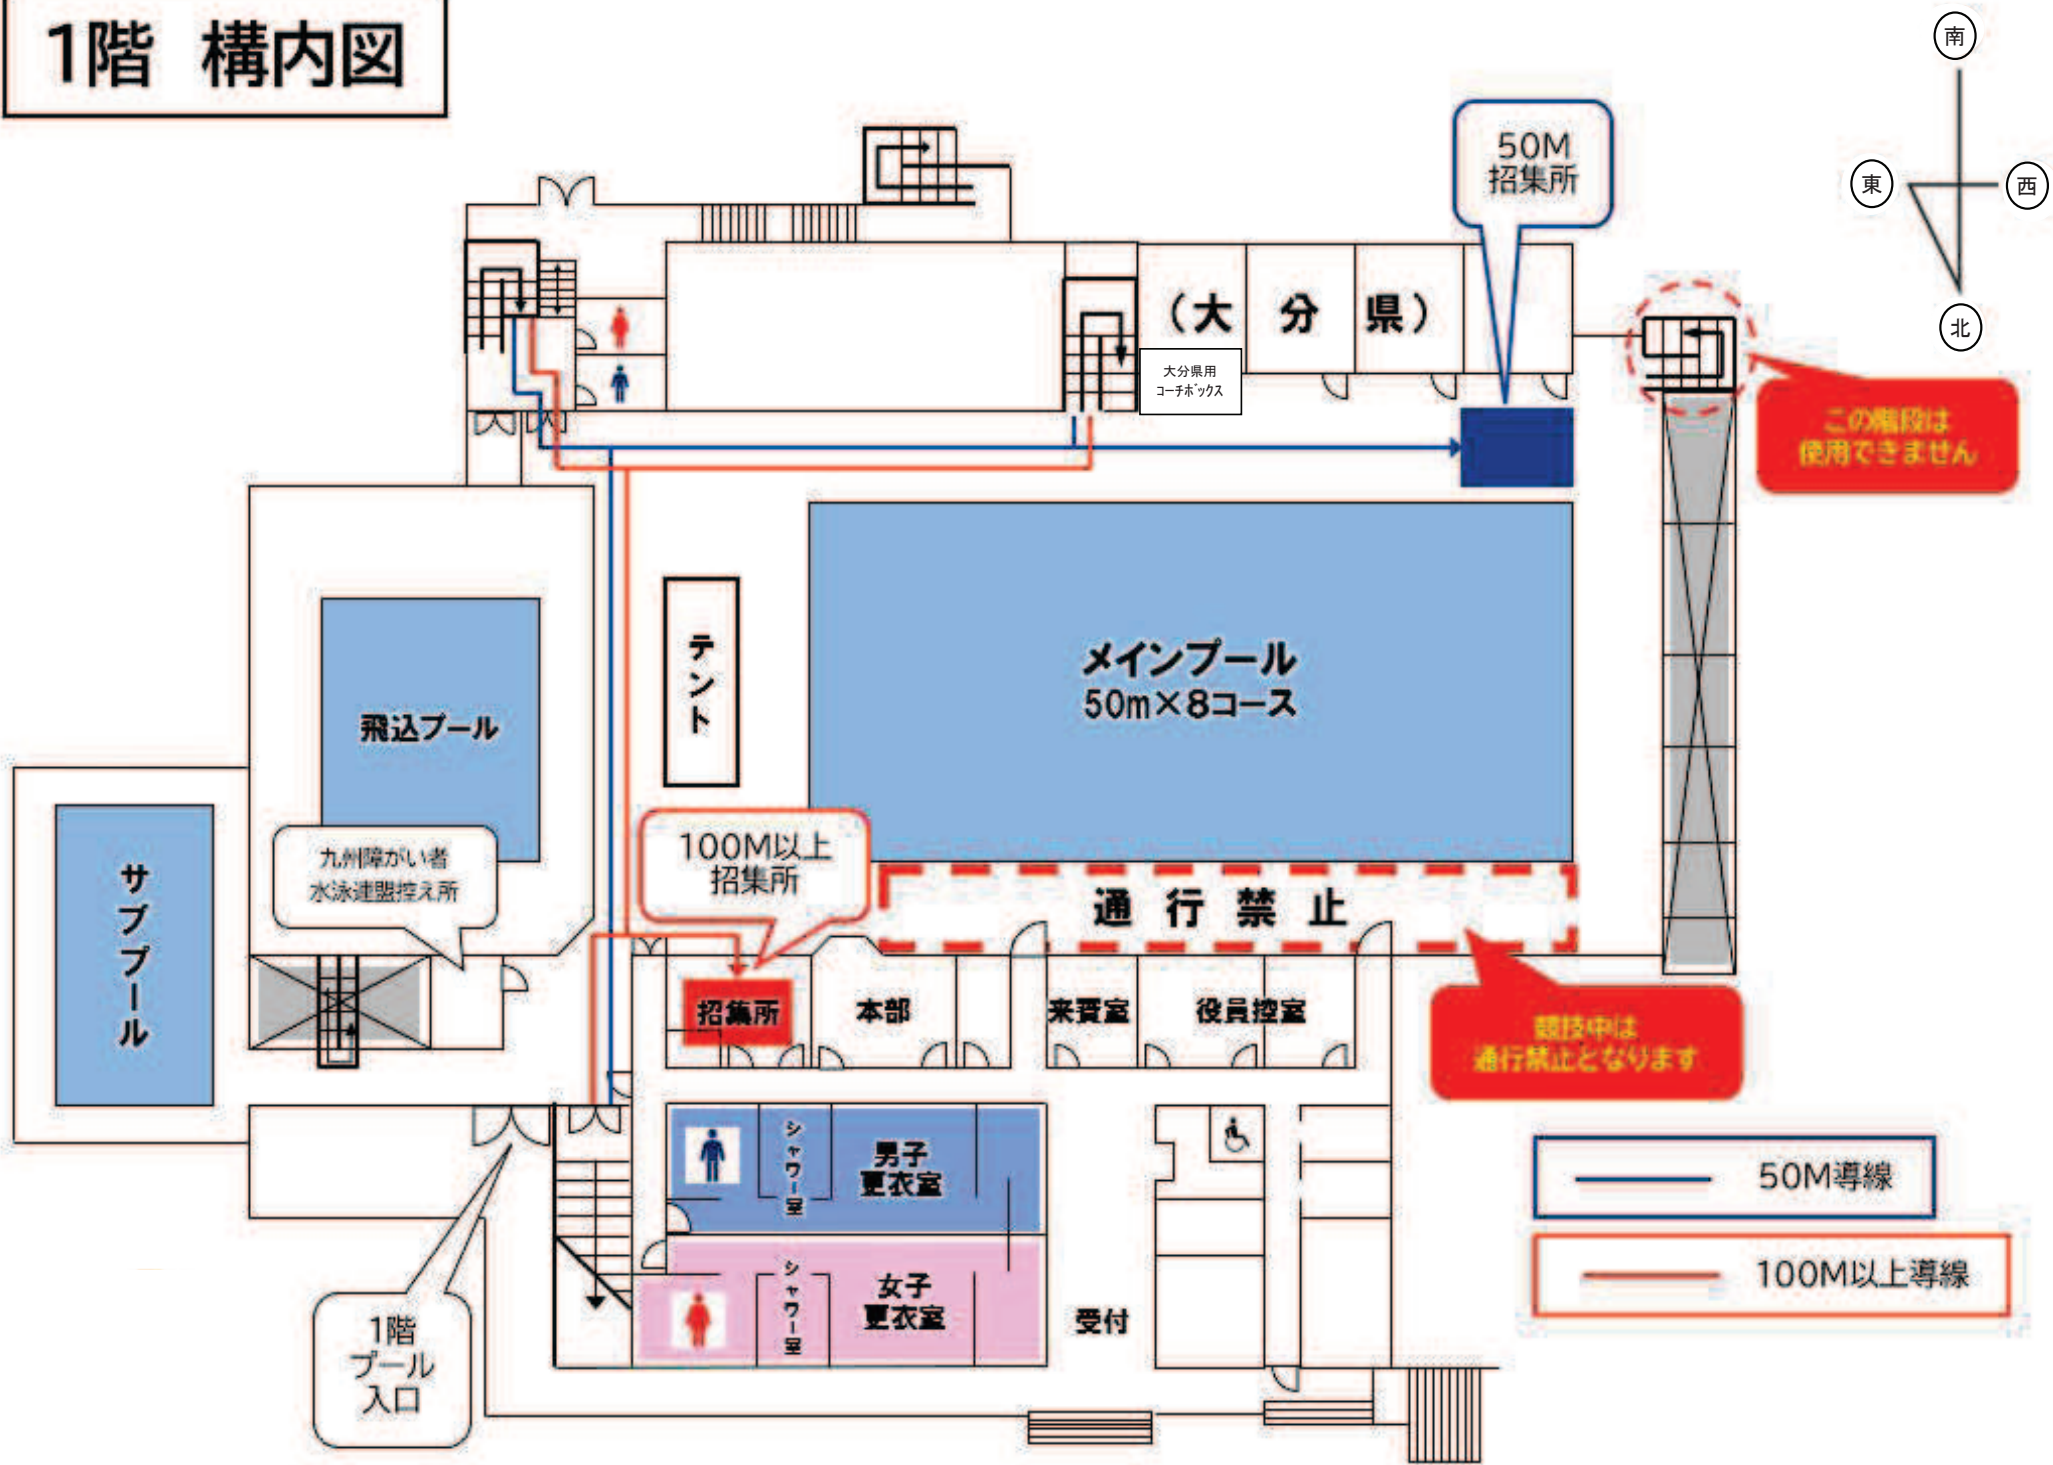 1階 構内図
南
東
西
北
50M
招集所
(大 分 県)
大分県用
コーチボックス
この階段は
使用できません
メインプール
50m×8コース
テント
飛込プール
サブプール
九州障がい者
水泳連盟控え所
100M以上
招集所
通行禁止
招集所
本部
来賓室
役員控室
競技中は
通行禁止となります
シャワー室
男子
更衣室
シャワー室
女子
更衣室
受付
1階
プール
入口
50M導線
100M以上導線